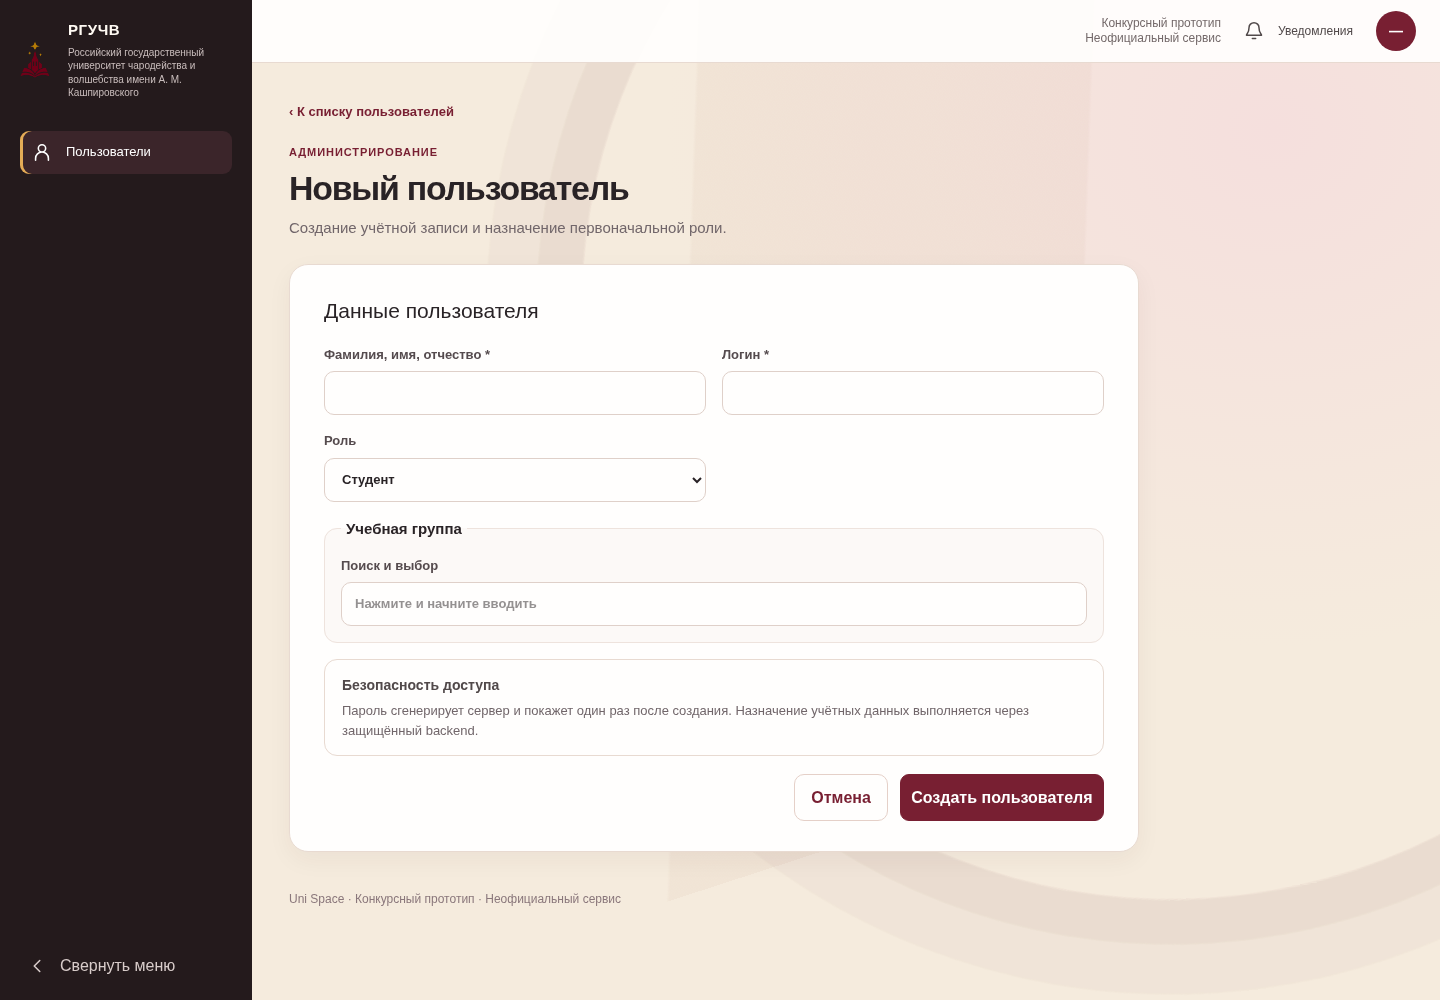 РГУЧВ
Российский государственный
университет чародейства и
волшебства имени А. М.
Кашпировского
Пользователи
Свернуть меню
Конкурсный прототип
Неофициальный сервис
Уведомления
—
‹ К списку пользователей
АДМИНИСТРИРОВАНИЕ
Новый пользователь
Создание учётной записи и назначение первоначальной роли.
Данные пользователя
Фамилия, имя, отчество *
Логин *
Роль
Студент
Учебная группа
Поиск и выбор
Нажмите и начните вводить
Безопасность доступа
Пароль сгенерирует сервер и покажет один раз после создания. Назначение учётных данных выполняется через
защищённый backend.
Отмена
Создать пользователя
Uni Space · Конкурсный прототип · Неофициальный сервис